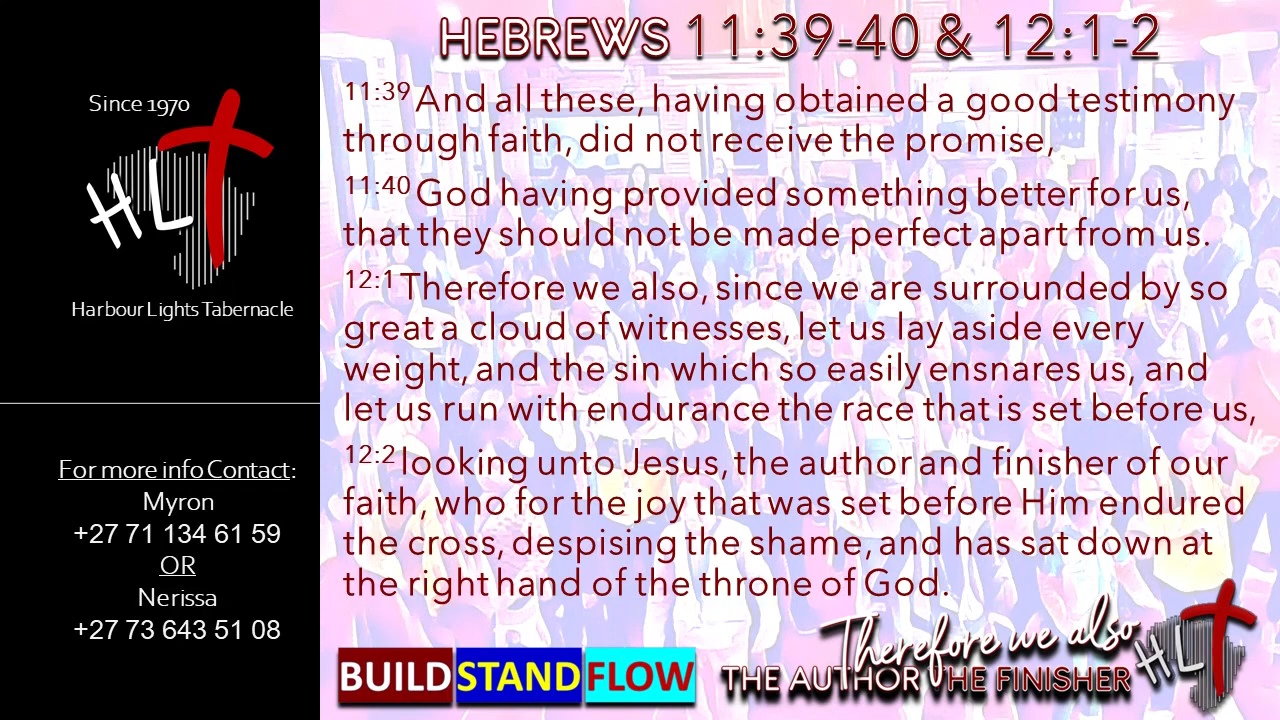 Since 1970
HLT
Harbour Lights Tabernacle
For more info Contact:
Myron
+27 71 134 61 59
OR
Nerissa
+27 73 643 51 08
HEBREWS 11:39-40 & 12:1-2
11:39 And all these, having obtained a good testimony
through faith, did not receive the promise,
11:40 God having provided something better for us,
that they should not be made perfect apart from us.
12:1 Therefore we also, since we are surrounded by so
great a cloud of witnesses, let us lay aside every
weight, and the sin which so easily ensnares us, and
let us run with endurance the race that is set before us,
12:2 looking unto Jesus, the author and finisher of our
faith, who for the joy that was set before Him endured
the cross, despising the shame, and has sat down at
the right hand of the throne of God.
BUILD STAND FLOW
Therefore we also
THE AUTHOR THE FINISHER
HLT